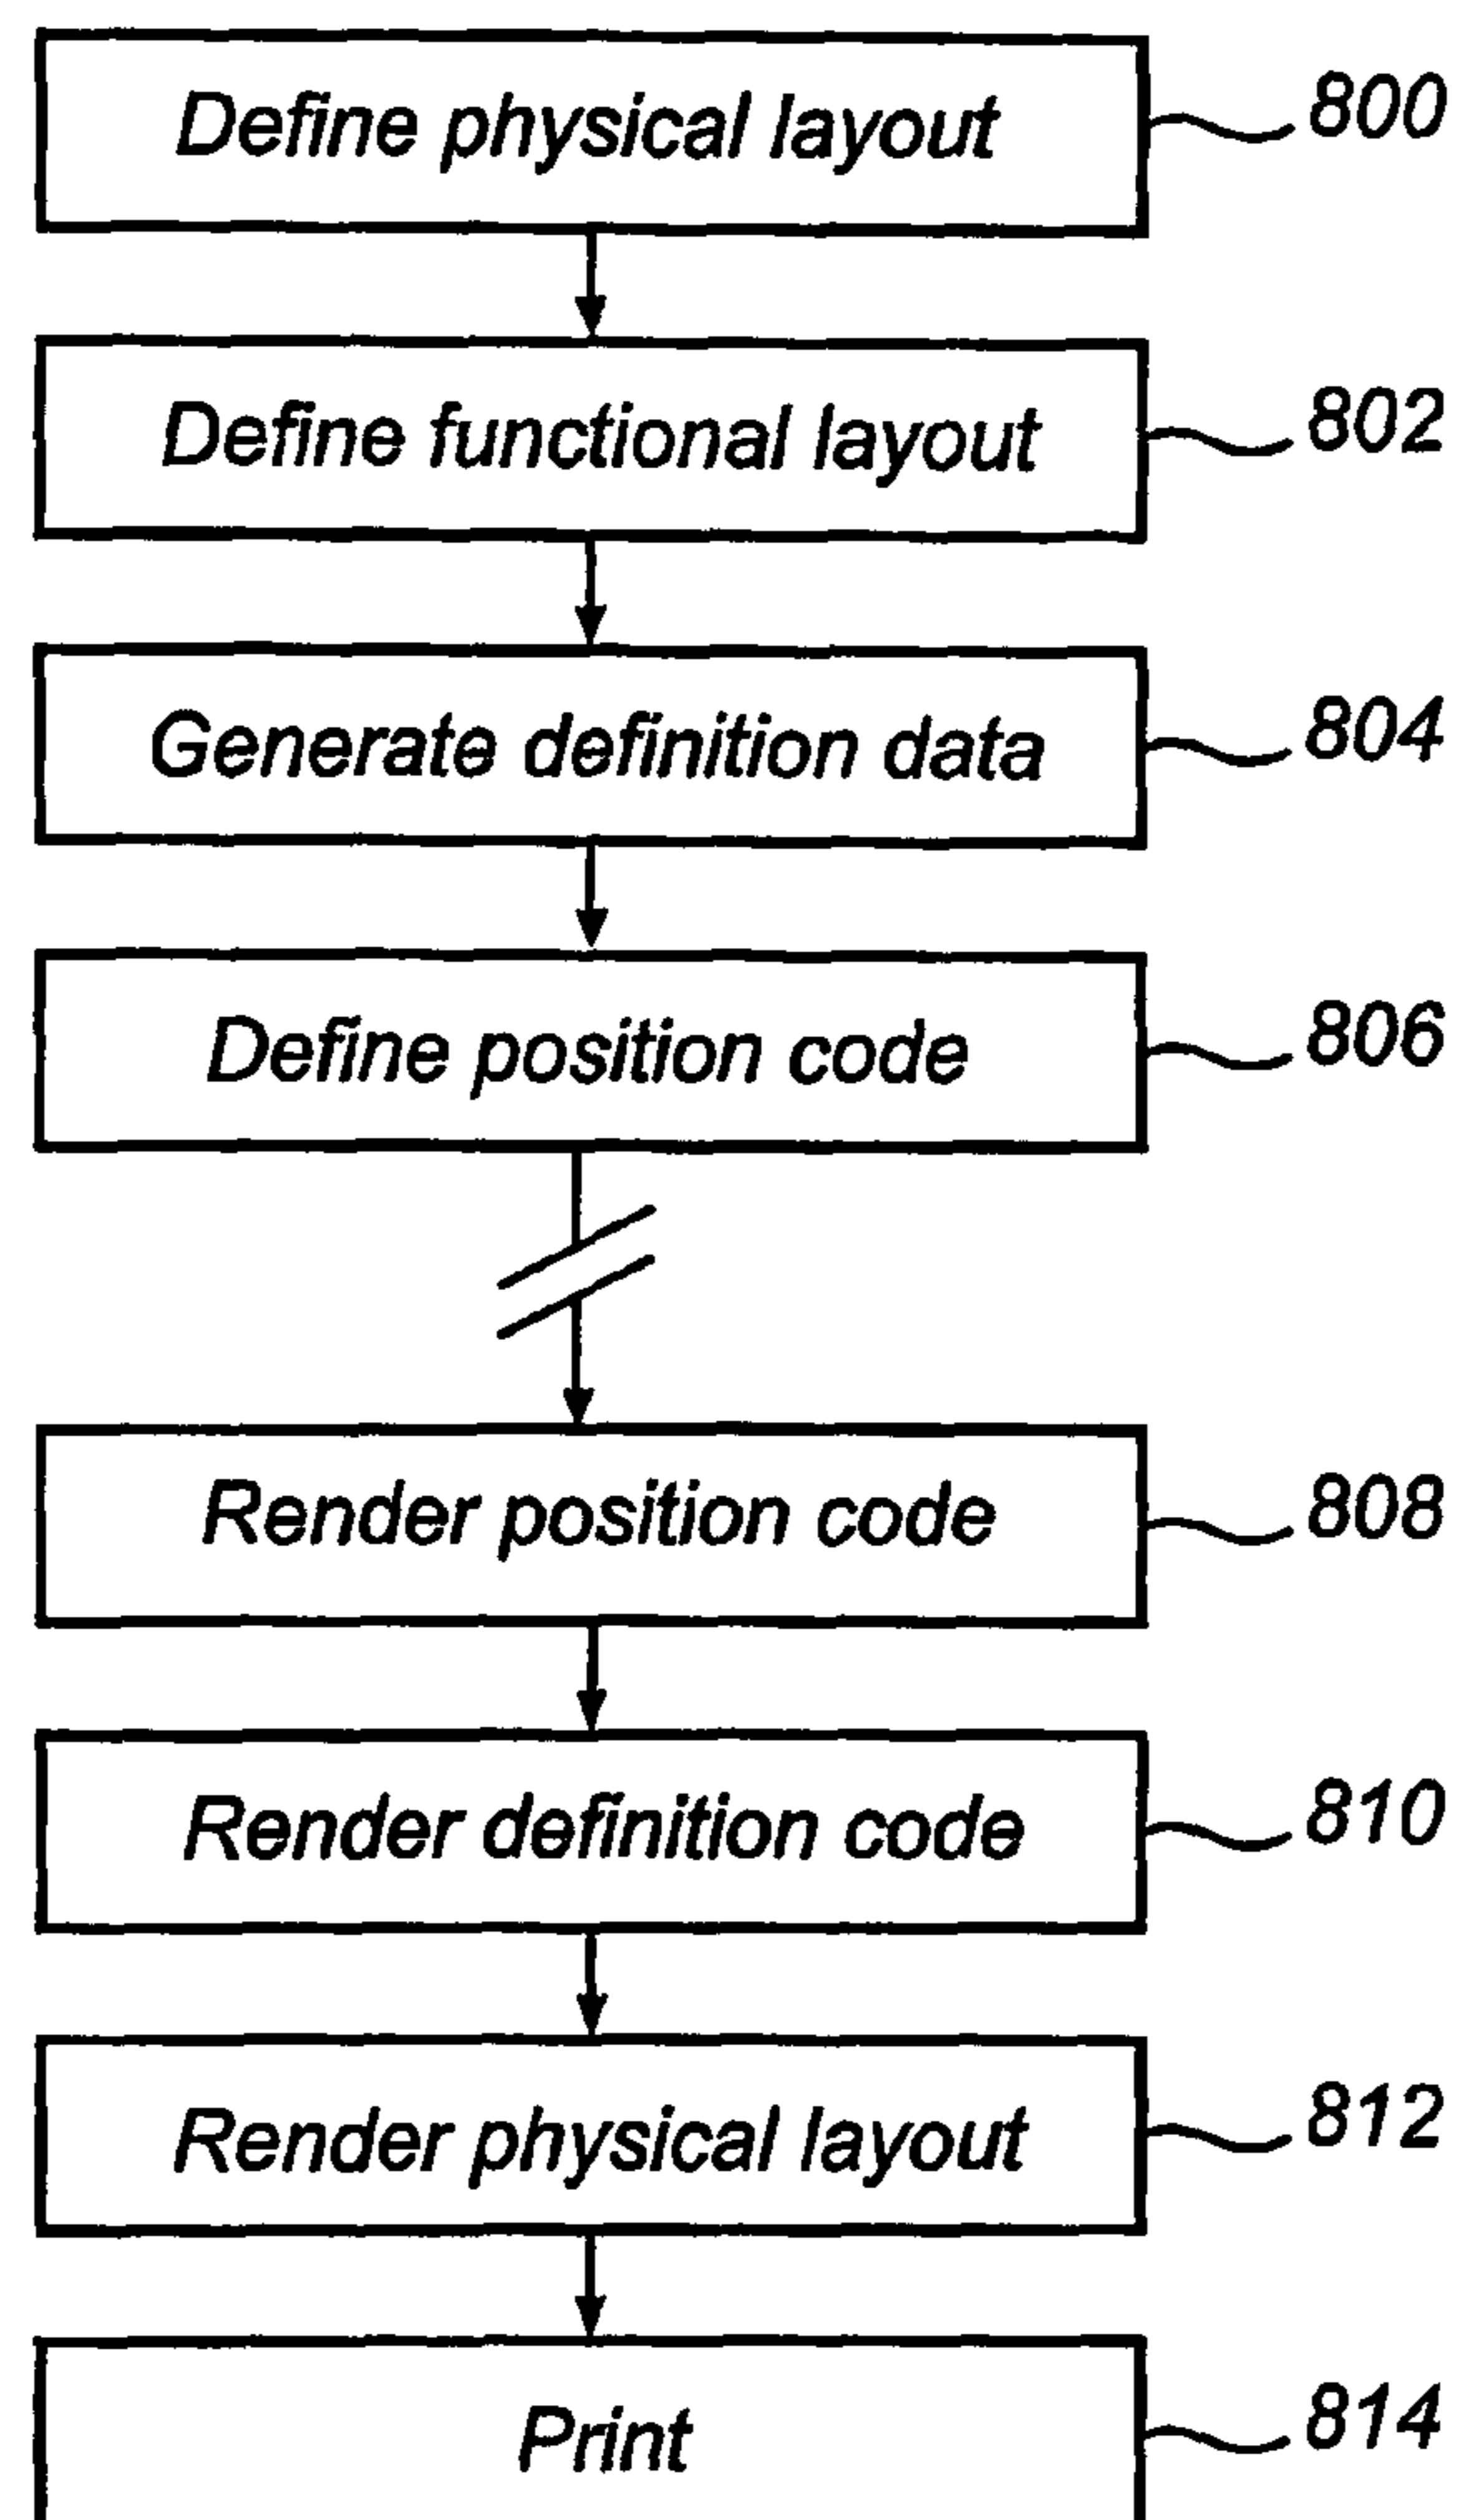 Define physical layout 800
Define functional layout 802
Generate definition data 804
Define position code 806
Render position code 808
Render definition code 810
Render physical layout 812
Print 814